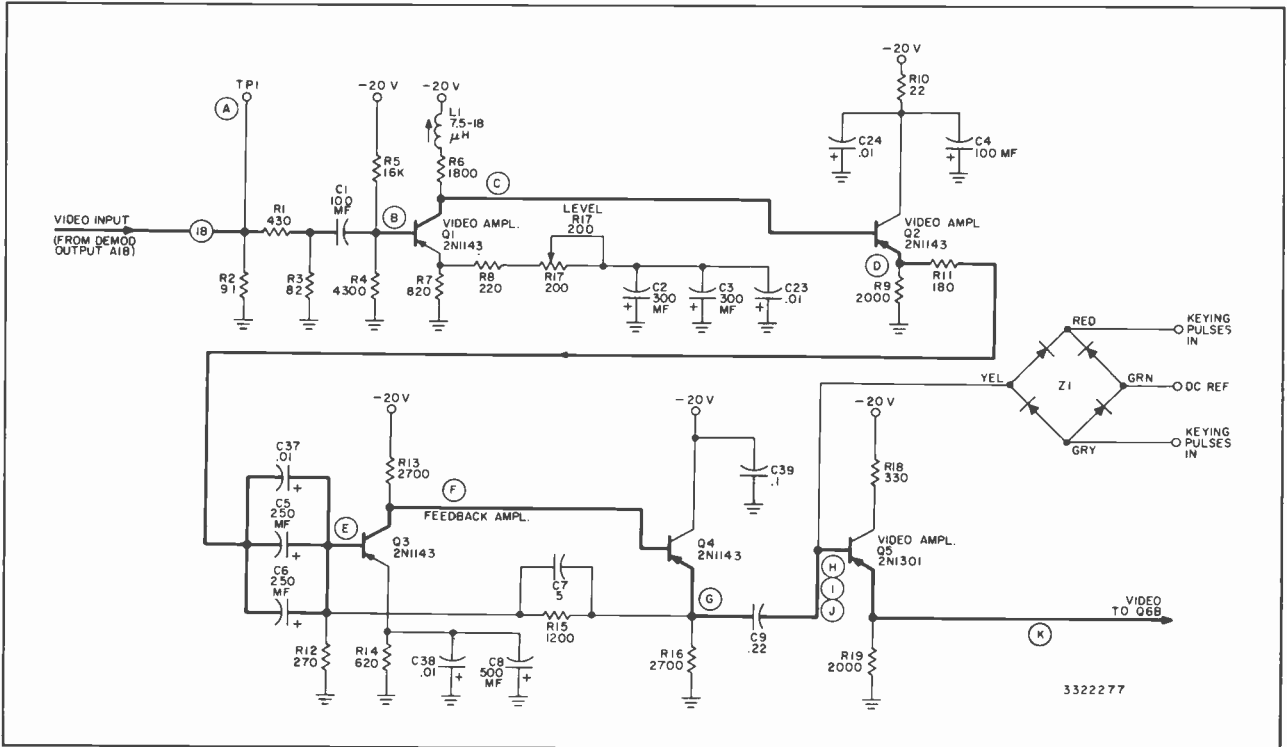 -20 V
R10
22
TP1
A
-20 V
-20 V
L1
7.5-18
μH
C24
.01
C4
100 MF
R5
16K
R6
1800
C
C1
100
MF
R1
430
B
VIDEO AMPL.
Q1
2N1143
LEVEL
R17
200
VIDEO AMPL
Q2
2N1143
VIDEO INPUT
(FROM DEMOD
OUTPUT A18)
18
D
R11
180
R2
91
R3
82
R4
4300
R7
820
R8
220
R17
200
C2
300
MF
C3
300
MF
C23
.01
R9
2000
RED
KEYING
PULSES
IN
YEL
Z1
GRN
DC REF
GRY
KEYING
PULSES
IN
-20 V
-20 V
-20 V
C37
.01
R13
2700
C39
.1
R18
330
F
FEEDBACK AMPL.
C5
250
MF
E
Q3
2N1143
Q4
2N1143
VIDEO AMPL.
Q5
2N1301
C6
250
MF
H
I
J
C7
5
G
VIDEO
TO Q6B
R15
1200
C9
.22
K
R12
270
R14
620
C38
.01
C8
500
MF
R16
2700
R19
2000
3322277